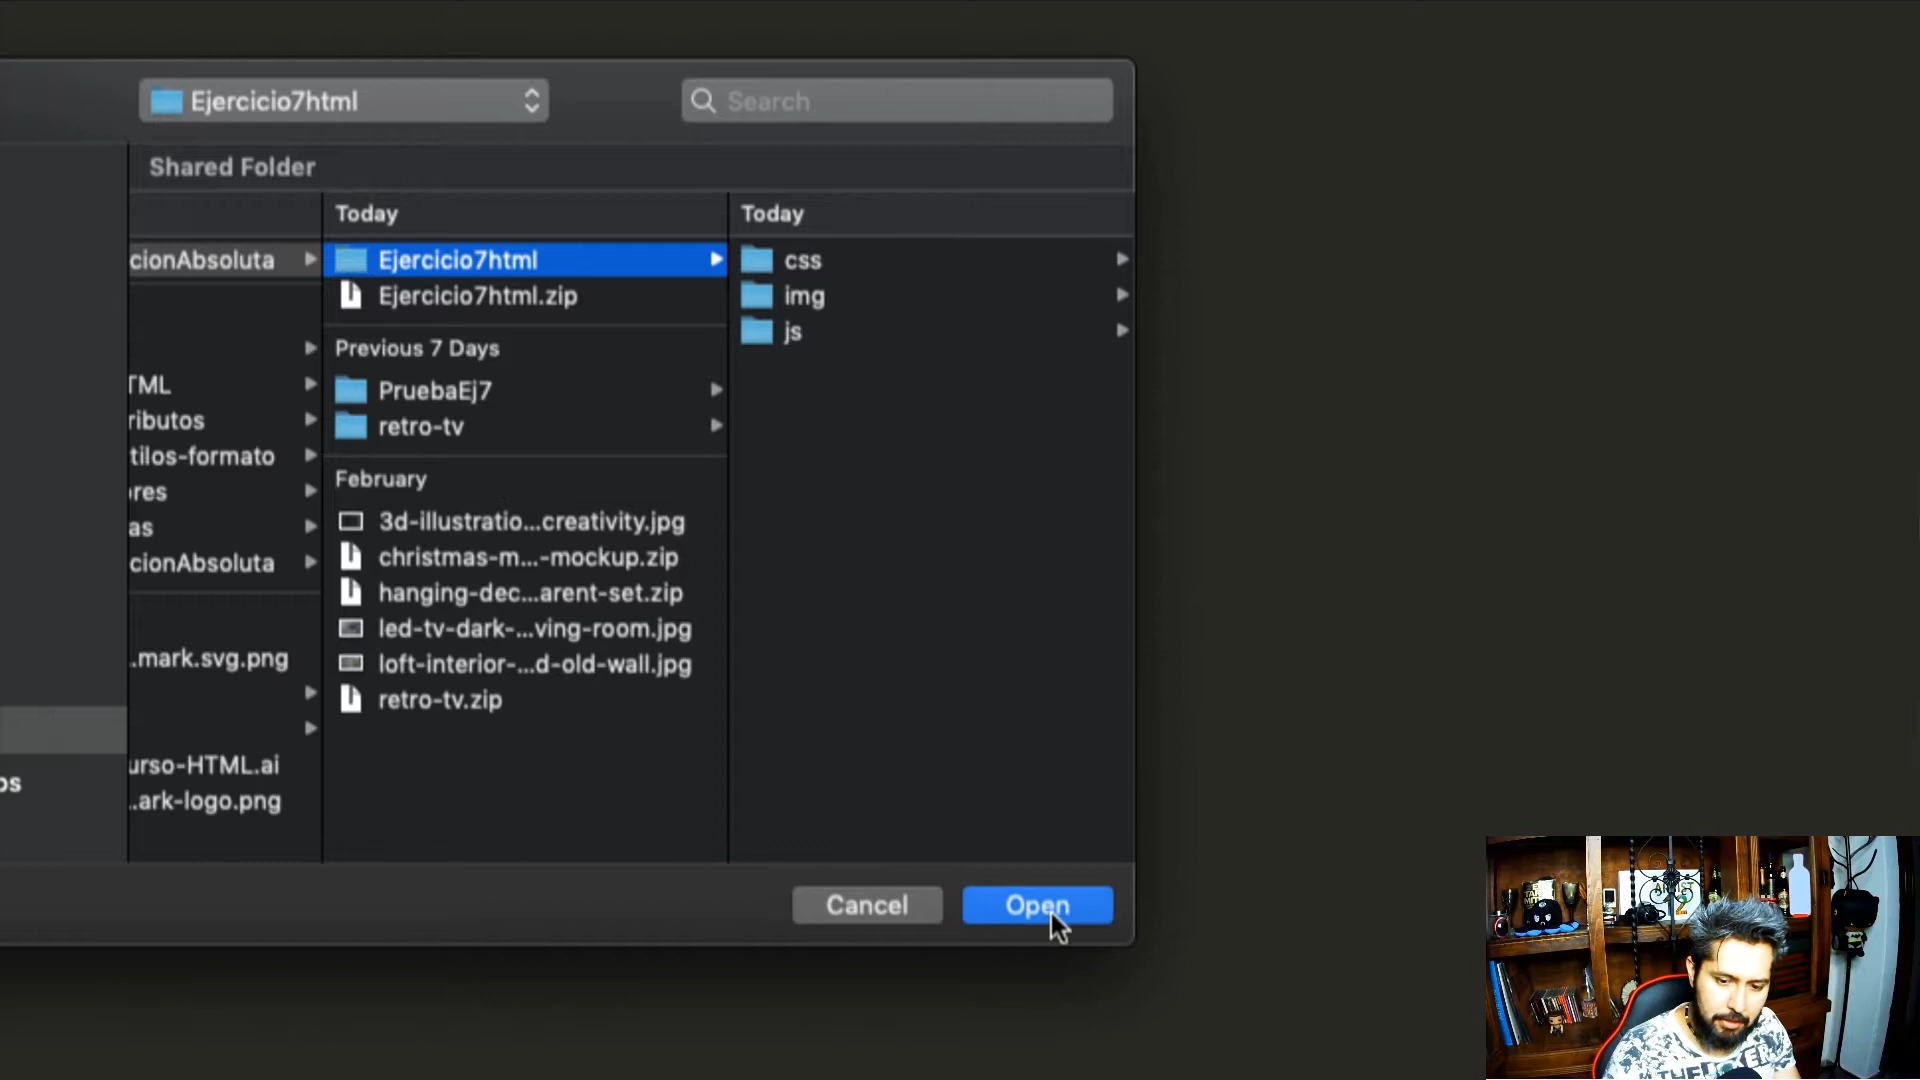 Ejercicio7html
Search
Shared Folder
Today
Today
cionAbsoluta
Ejercicio7html
css
Ejercicio7html.zip
img
js
Previous 7 Days
TML
PruebaEj7
ributos
retro-tv
tilos-formato
February
ores
as
3d-illustratio...creativity.jpg
cionAbsoluta
christmas-m...-mockup.zip
hanging-dec...arent-set.zip
led-tv-dark-...ving-room.jpg
.mark.svg.png
loft-interior-...d-old-wall.jpg
retro-tv.zip
urso-HTML.ai
os
..ark-logo.png
Cancel
Open